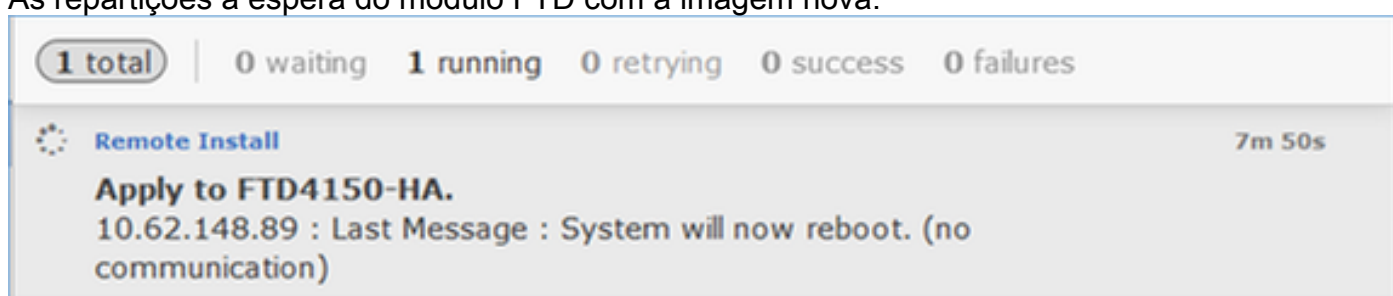 As repartições à espera do módulo FTD com a imagem nova:
1 total 0 waiting 1 running 0 retrying 0 success 0 failures
Remote Install 7m 50s
Apply to FTD4150-HA.
10.62.148.89 : Last Message : System will now reboot. (no
communication)